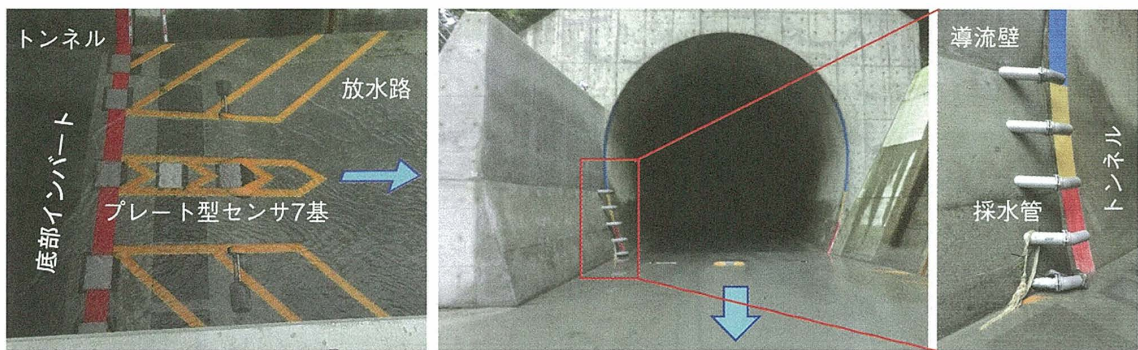 トンネル
放水路
底部インバート
プレート型センサ7基
導流壁
トンネル
採水管